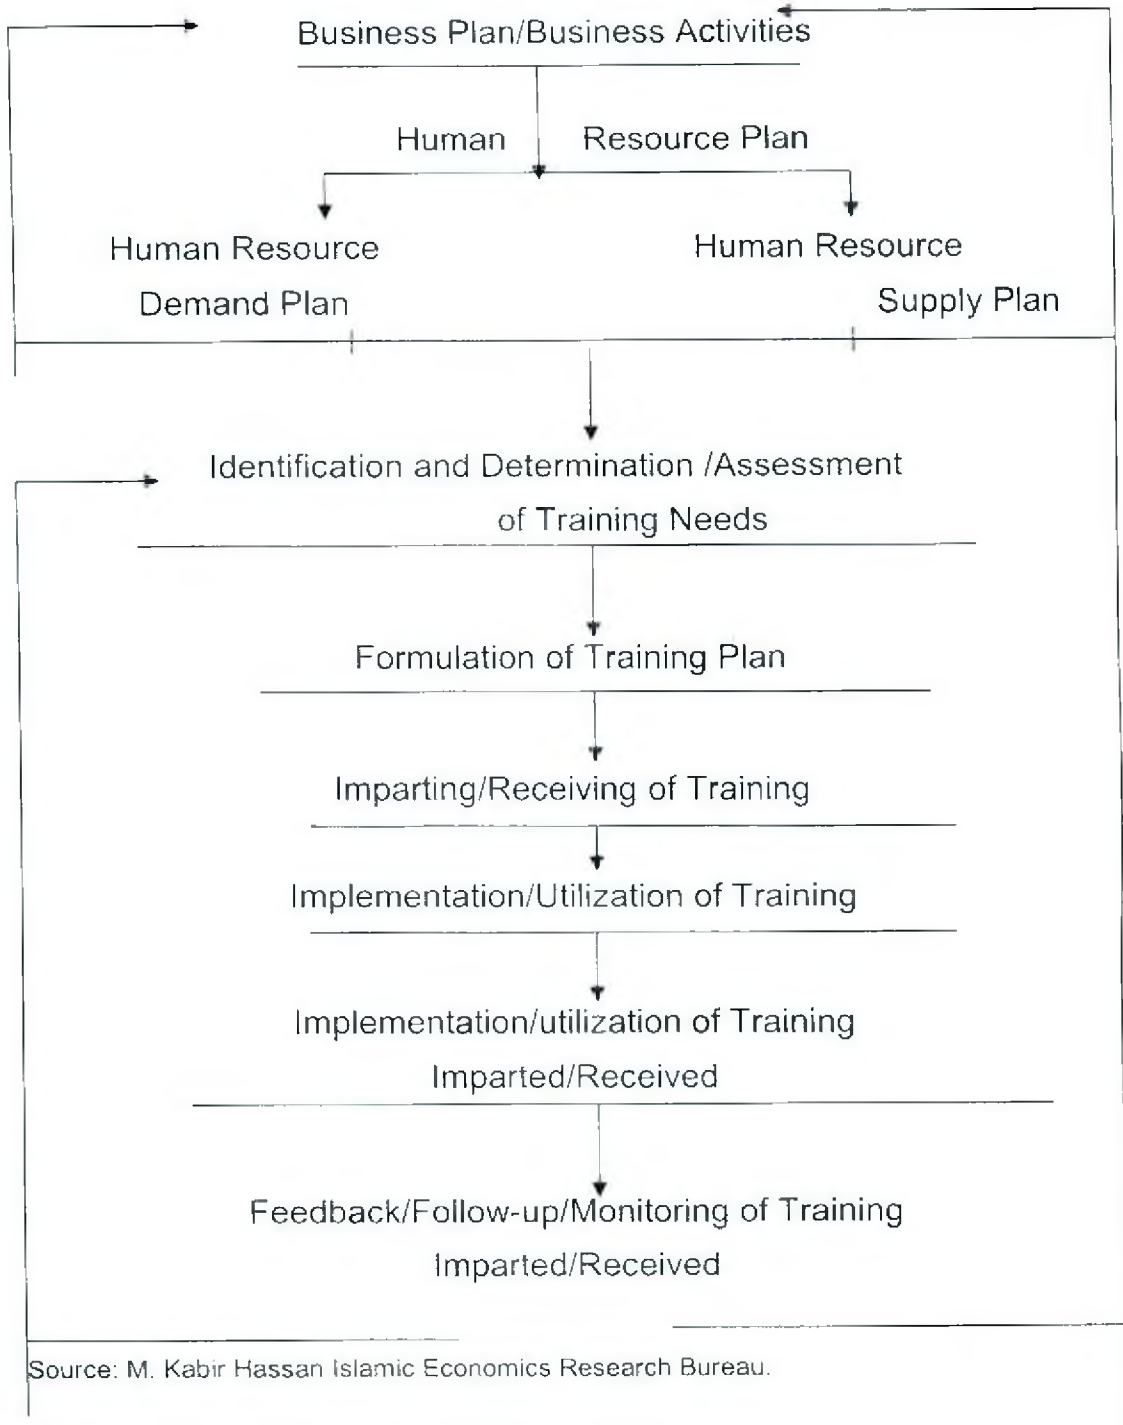 Business Plan/Business Activities
Human Resource Plan
Human Resource Human Resource
Demand Plan Supply Plan
Identification and Determination /Assessment
of Training Needs
Formulation of Training Plan
Imparting/Receiving of Training
Implementation/Utilization of Training
Implementation/utilization of Training
Imparted/Received
Feedback/Follow-up/Monitoring of Training
Imparted/Received
Source: M. Kabir Hassan Islamic Economics Research Bureau.